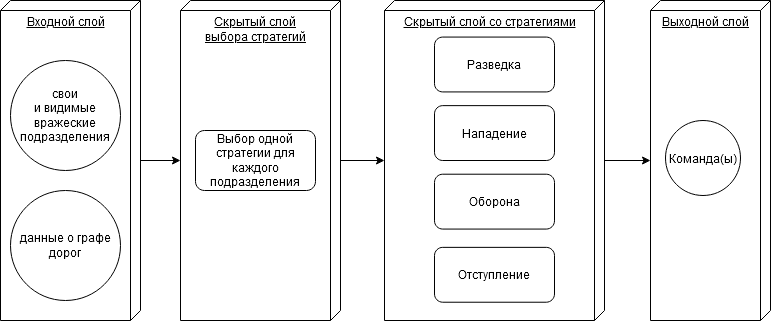 Входной слой
свои
и видимые
вражеские
подразделения
данные о графе
дорог
Скрытый слой
выбора стратегий
Выбор одной
стратегии для
каждого
подразделения
Скрытый слой со стратегиями
Разведка
Нападение
Оборона
Отступление
Выходной слой
Команда(ы)